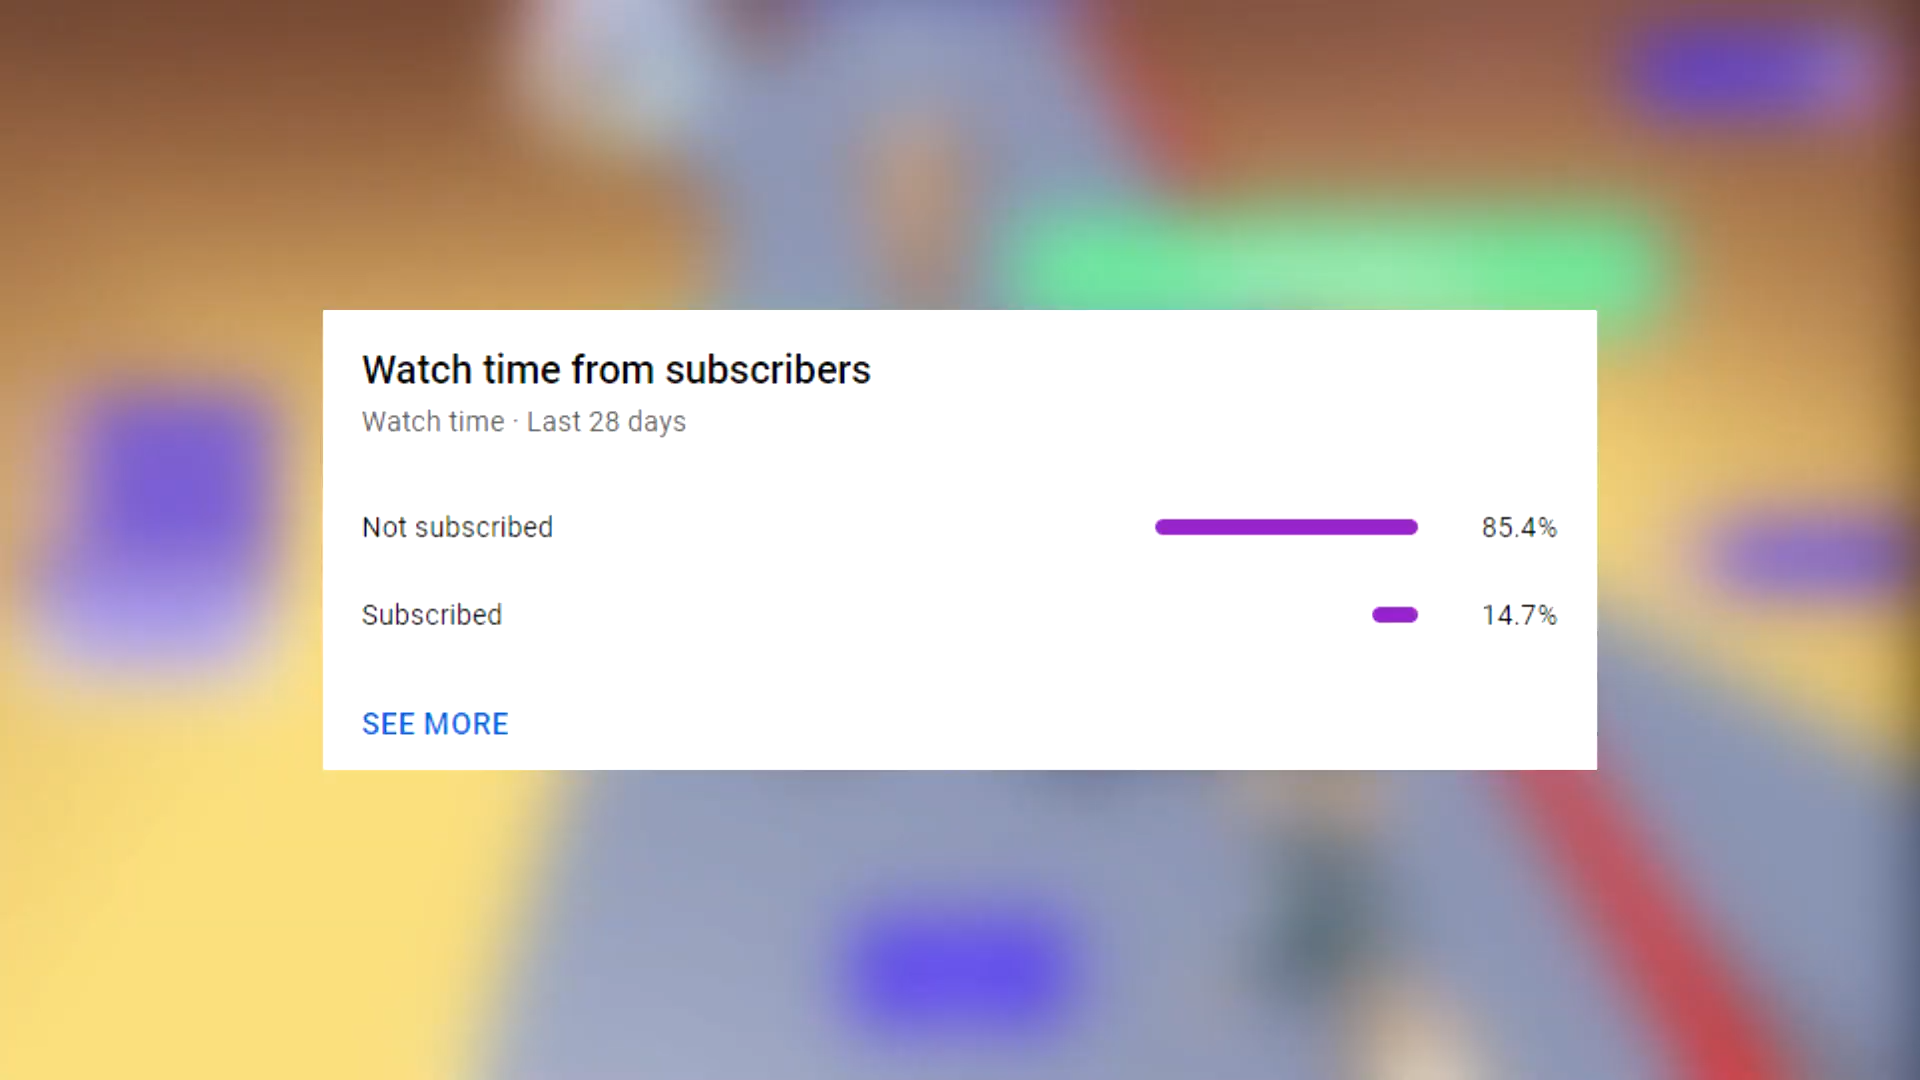 Watch time from subscribers
Watch time · Last 28 days
Not subscribed 85.4%
Subscribed 14.7%
SEE MORE